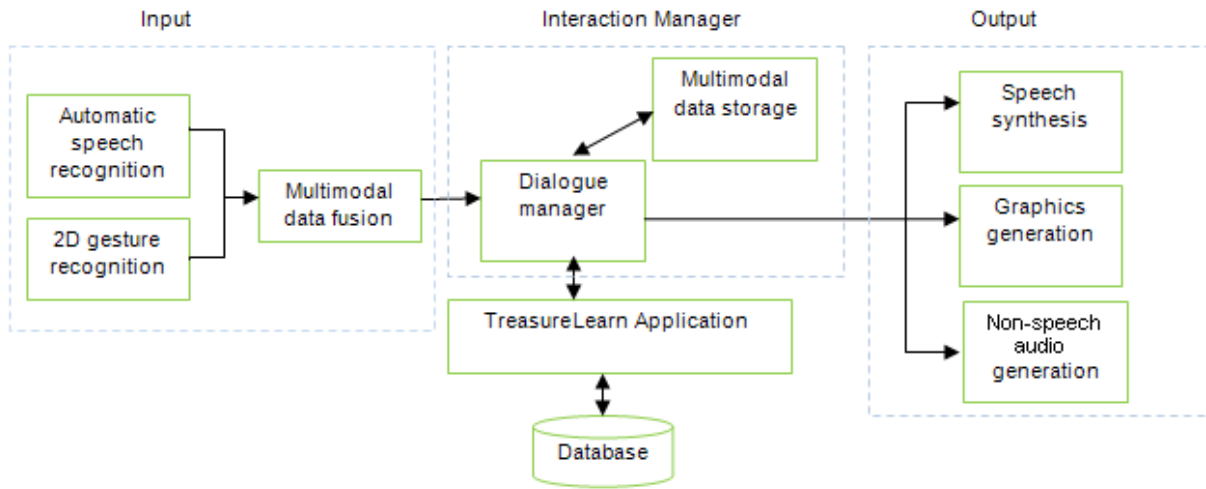 Input
Interaction Manager
Output
Automatic
speech
recognition
2D gesture
recognition
Multimodal
data fusion
Multimodal
data storage
Dialogue
manager
TreasureLearn Application
Database
Speech
synthesis
Graphics
generation
Non-speech
audio
generation